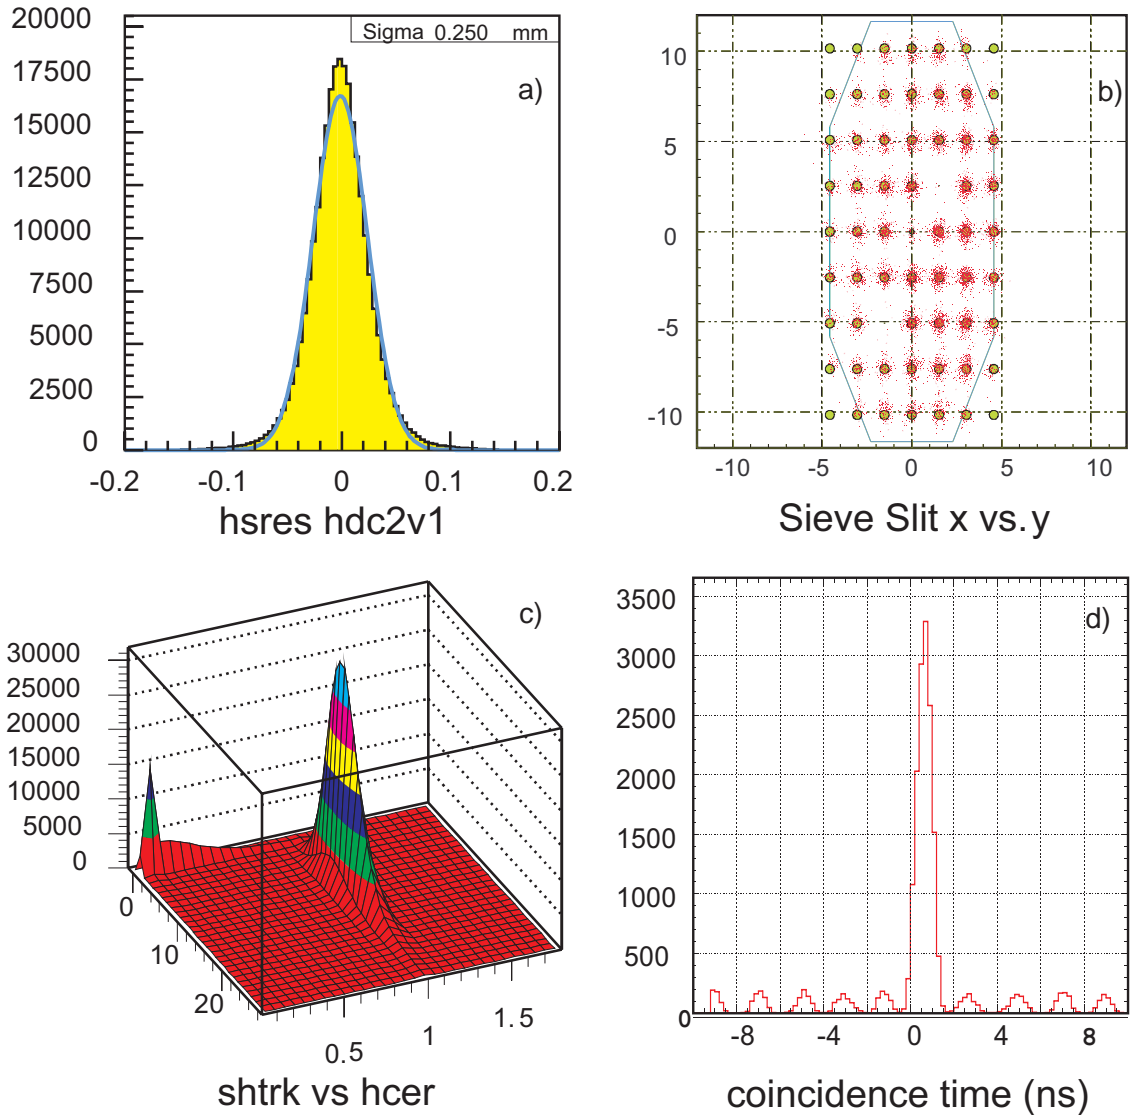 20000
17500
15000
12500
10000
7500
5000
2500
0
Sigma 0.250 mm
a)
-0.2 -0.1 0 0.1 0.2
hsres hdc2v1
10
5
0
-5
-10
b)
-10 -5 0 5 10
Sieve Slit x vs. y
c)
30000
25000
20000
15000
10000
5000
0
0
10
20
0.5
1
1.5
shtrk vs hcer
3500
3000
2500
2000
1500
1000
500
0
d)
-8 -4 0 4 8
coincidence time (ns)